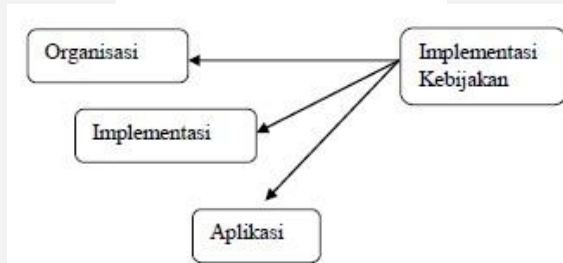 Organisasi
Implementasi
Kebijakan
Implementasi
Aplikasi